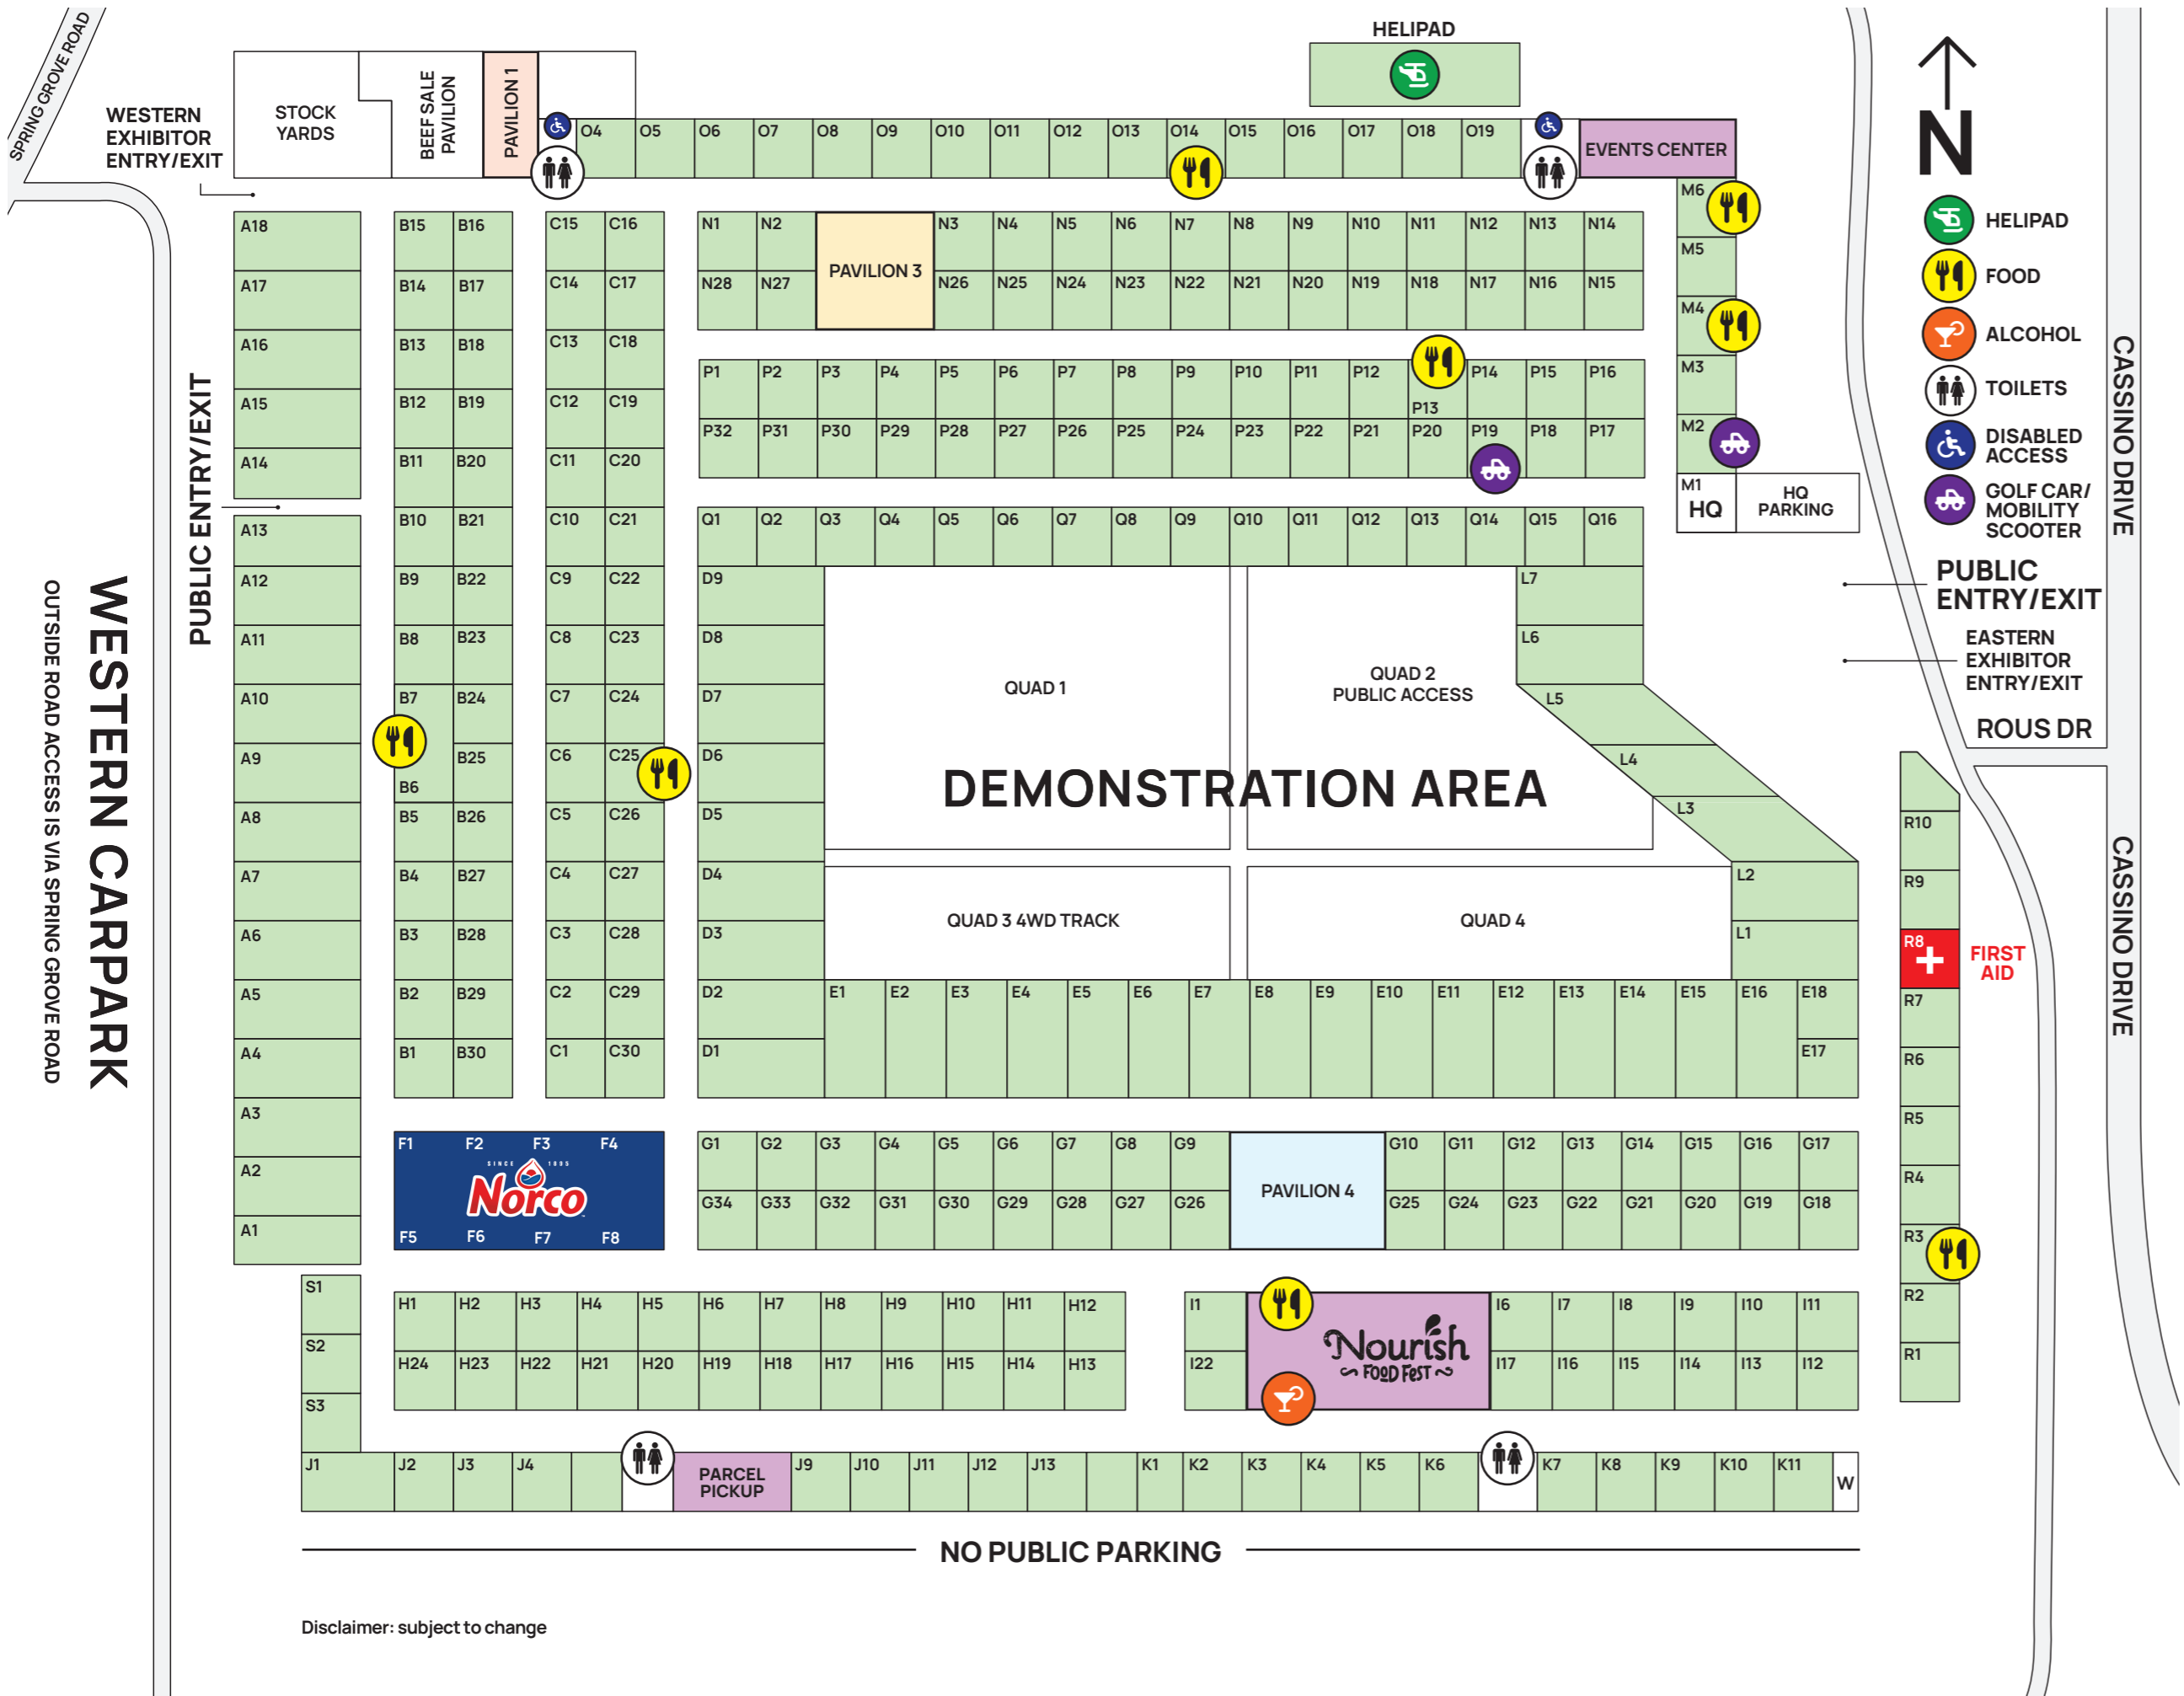 SPRING GROVE ROAD
HELIPAD
WESTERN
EXHIBITOR
ENTRY/EXIT
STOCK
YARDS
BEEF SALE
PAVILION
PAVILION 1
O4 O5 O6 O7 O8 O9 O10 O11 O12 O13 O14 O15 O16 O17 O18 O19
EVENTS CENTER
N
HELIPAD
FOOD
ALCOHOL
TOILETS
DISABLED
ACCESS
GOLF CAR/
MOBILITY
SCOOTER
M6
M5
M4
M3
M2
M1
HQ
HQ
PARKING
CASSINO DRIVE
CASSINO DRIVE
PUBLIC
ENTRY/EXIT
EASTERN
EXHIBITOR
ENTRY/EXIT
ROUS DR
PUBLIC ENTRY/EXIT
WESTERN CARPARK
OUTSIDE ROAD ACCESS IS VIA SPRING GROVE ROAD
A18
A17
A16
A15
A14
A13
A12
A11
A10
A9
A8
A7
A6
A5
A4
A3
A2
A1
B15 B16
B14 B17
B13 B18
B12 B19
B11 B20
B10 B21
B9 B22
B8 B23
B7 B24
B25
B6
B5 B26
B4 B27
B3 B28
B2 B29
B1 B30
C15 C16
C14 C17
C13 C18
C12 C19
C11 C20
C10 C21
C9 C22
C8 C23
C7 C24
C6 C25
C5 C26
C4 C27
C3 C28
C2 C29
C1 C30
N1 N2
PAVILION 3
N3 N4 N5 N6 N7 N8 N9 N10 N11 N12 N13 N14
N28 N27
N26 N25 N24 N23 N22 N21 N20 N19 N18 N17 N16 N15
P1 P2 P3 P4 P5 P6 P7 P8 P9 P10 P11 P12 P13 P14 P15 P16
P32 P31 P30 P29 P28 P27 P26 P25 P24 P23 P22 P21 P20 P19 P18 P17
Q1 Q2 Q3 Q4 Q5 Q6 Q7 Q8 Q9 Q10 Q11 Q12 Q13 Q14 Q15 Q16
D9
D8
D7
D6
D5
D4
D3
D2
D1
QUAD 1
QUAD 2
PUBLIC ACCESS
DEMONSTRATION AREA
QUAD 3 4WD TRACK
QUAD 4
L7
L6
L5
L4
L3
L2
L1
E1 E2 E3 E4 E5 E6 E7 E8 E9 E10 E11 E12 E13 E14 E15 E16 E18
E17
R10
R9
R8
FIRST
AID
R7
R6
R5
R4
R3
R2
R1
F1 F2 F3 F4
SINCE 1895
Norco
F5 F6 F7 F8
G1 G2 G3 G4 G5 G6 G7 G8 G9
PAVILION 4
G10 G11 G12 G13 G14 G15 G16 G17
G34 G33 G32 G31 G30 G29 G28 G27 G26
G25 G24 G23 G22 G21 G20 G19 G18
S1
S2
S3
H1 H2 H3 H4 H5 H6 H7 H8 H9 H10 H11 H12
H24 H23 H22 H21 H20 H19 H18 H17 H16 H15 H14 H13
I1
I22
Nourish
FOOD FEST
I6 I7 I8 I9 I10 I11
I17 I16 I15 I14 I13 I12
J1 J2 J3 J4
PARCEL
PICKUP
J9 J10 J11 J12 J13
K1 K2 K3 K4 K5 K6
K7 K8 K9 K10 K11
W
NO PUBLIC PARKING
Disclaimer: subject to change